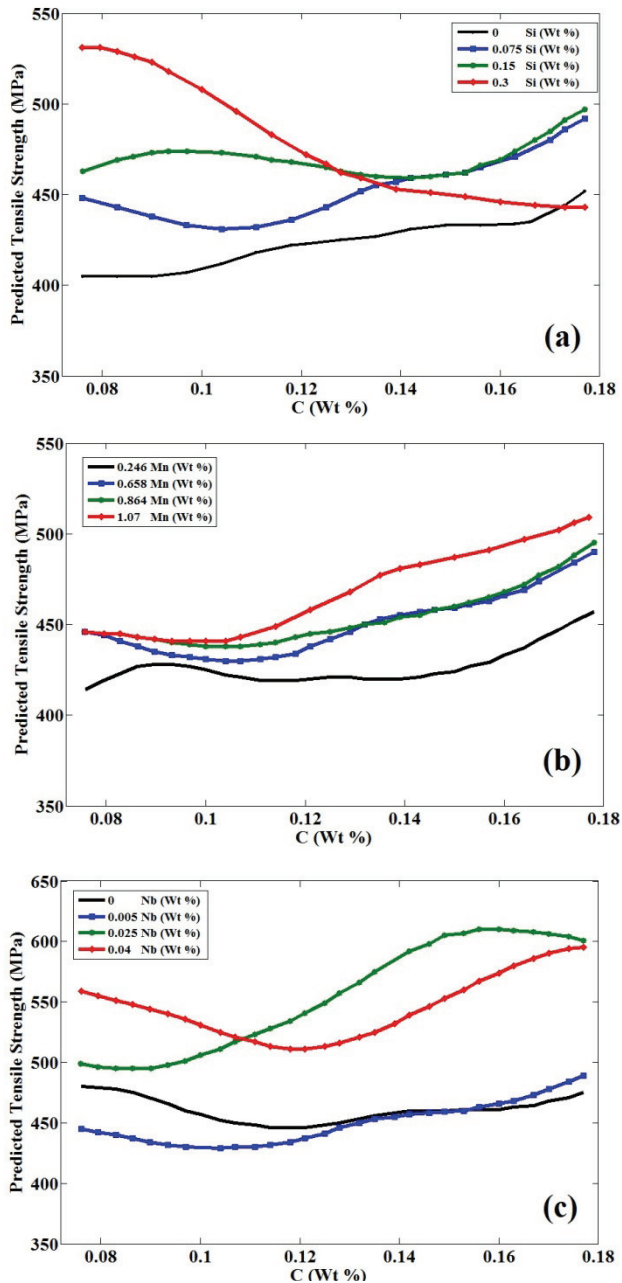 550
500
450
400
350
Predicted Tensile Strength (MPa)
0 Si (Wt %)
0.075 Si (Wt %)
0.15 Si (Wt %)
0.3 Si (Wt %)
(a)
0.08 0.1 0.12 0.14 0.16 0.18
C (Wt %)
550
500
450
400
350
Predicted Tensile Strength (MPa)
0.246 Mn (Wt %)
0.658 Mn (Wt %)
0.864 Mn (Wt %)
1.07 Mn (Wt %)
(b)
0.08 0.1 0.12 0.14 0.16 0.18
C (Wt %)
650
600
550
500
450
400
350
Predicted Tensile Strength (MPa)
0 Nb (Wt %)
0.005 Nb (Wt %)
0.025 Nb (Wt %)
0.04 Nb (Wt %)
(c)
0.08 0.1 0.12 0.14 0.16 0.18
C (Wt %)